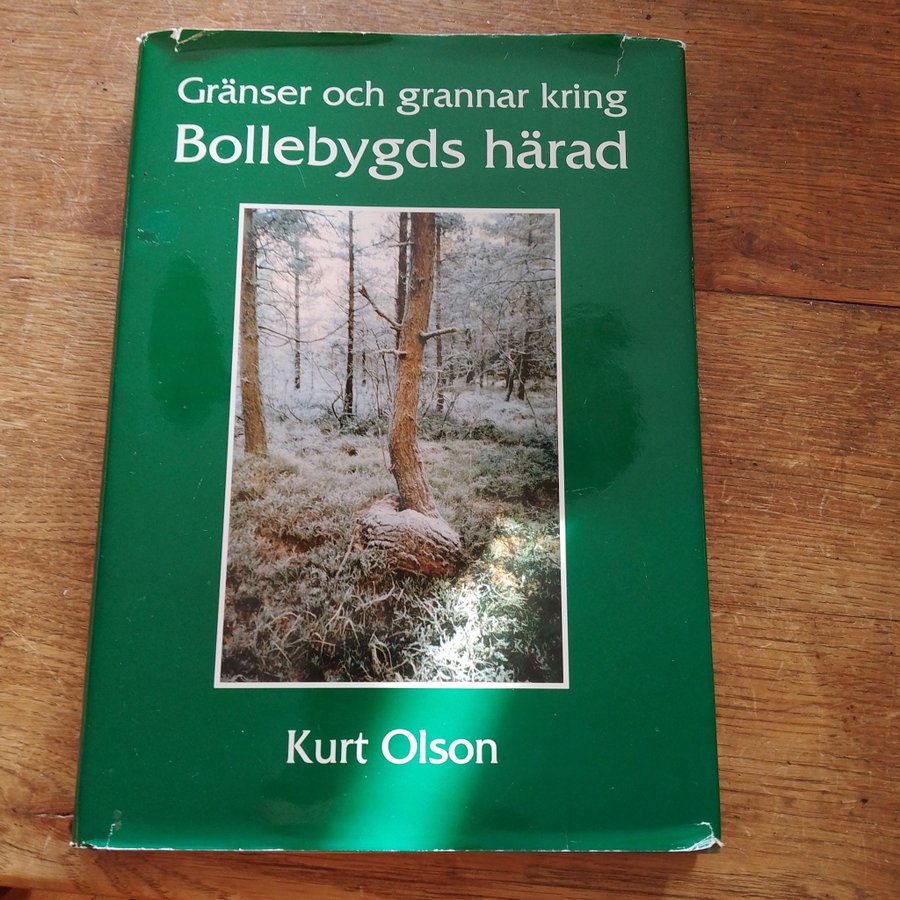 Gränser och grannar kring
Bollebygds härad
Kurt Olson